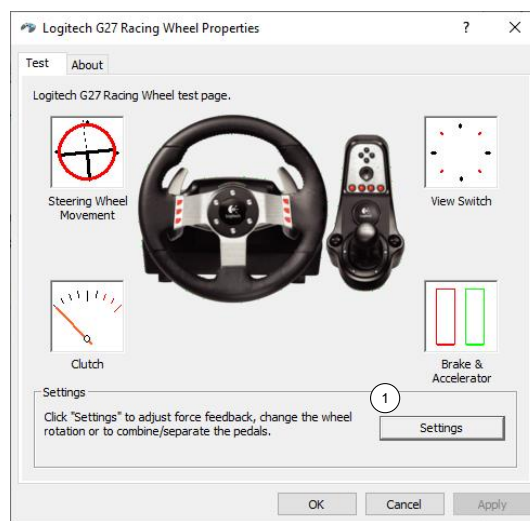 Logitech G27 Racing Wheel Properties
?
Test
About
Logitech G27 Racing Wheel test page.
Steering Wheel
Movement
View Switch
Clutch
Brake &
Accelerator
Settings
1
Click "Settings" to adjust force feedback, change the wheel
rotation or to combine/separate the pedals.
Settings
OK
Cancel
Apply